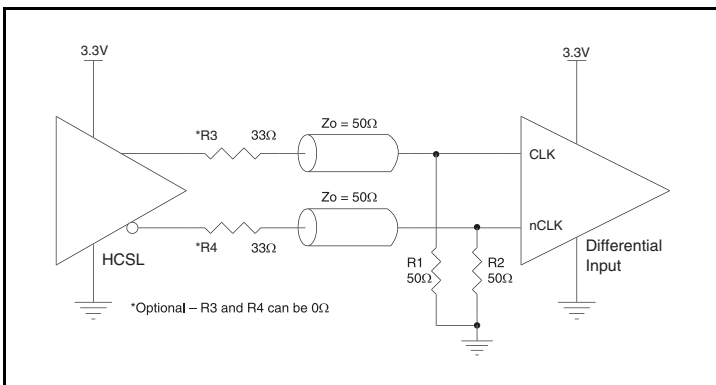 3.3V
3.3V
*R3 33Ω
Zo = 50Ω
CLK
Zo = 50Ω
nCLK
*R4 33Ω
HCSL
R1
50Ω
R2
50Ω
Differential
Input
*Optional – R3 and R4 can be 0Ω